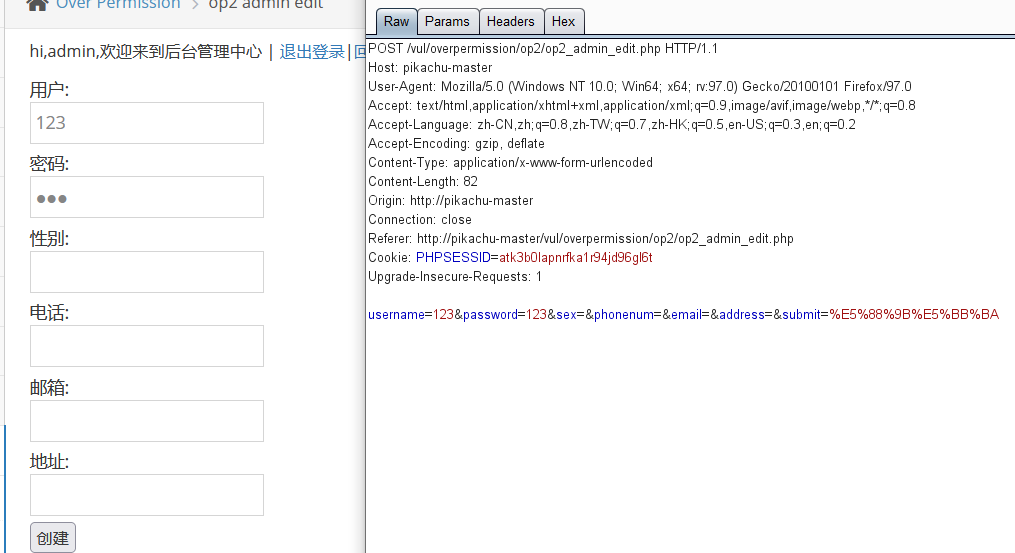 Over Permission > op2 admin edit
hi,admin,欢迎来到后台管理中心 | 退出登录|回
用户:
123
密码:
●●●
性别:
电话:
邮箱:
地址:
创建
Raw Params Headers Hex
POST /vul/overpermission/op2/op2_admin_edit.php HTTP/1.1
Host: pikachu-master
User-Agent: Mozilla/5.0 (Windows NT 10.0; Win64; x64; rv:97.0) Gecko/20100101 Firefox/97.0
Accept: text/html,application/xhtml+xml,application/xml;q=0.9,image/avif,image/webp,*/*;q=0.8
Accept-Language: zh-CN,zh;q=0.8,zh-TW;q=0.7,zh-HK;q=0.5,en-US;q=0.3,en;q=0.2
Accept-Encoding: gzip, deflate
Content-Type: application/x-www-form-urlencoded
Content-Length: 82
Origin: http://pikachu-master
Connection: close
Referer: http://pikachu-master/vul/overpermission/op2/op2_admin_edit.php
Cookie: PHPSESSID=atk3b0lapnrfka1r94jd96gl6t
Upgrade-Insecure-Requests: 1
username=123&password=123&sex=&phonenum=&email=&address=&submit=%E5%88%9B%E5%BB%BA